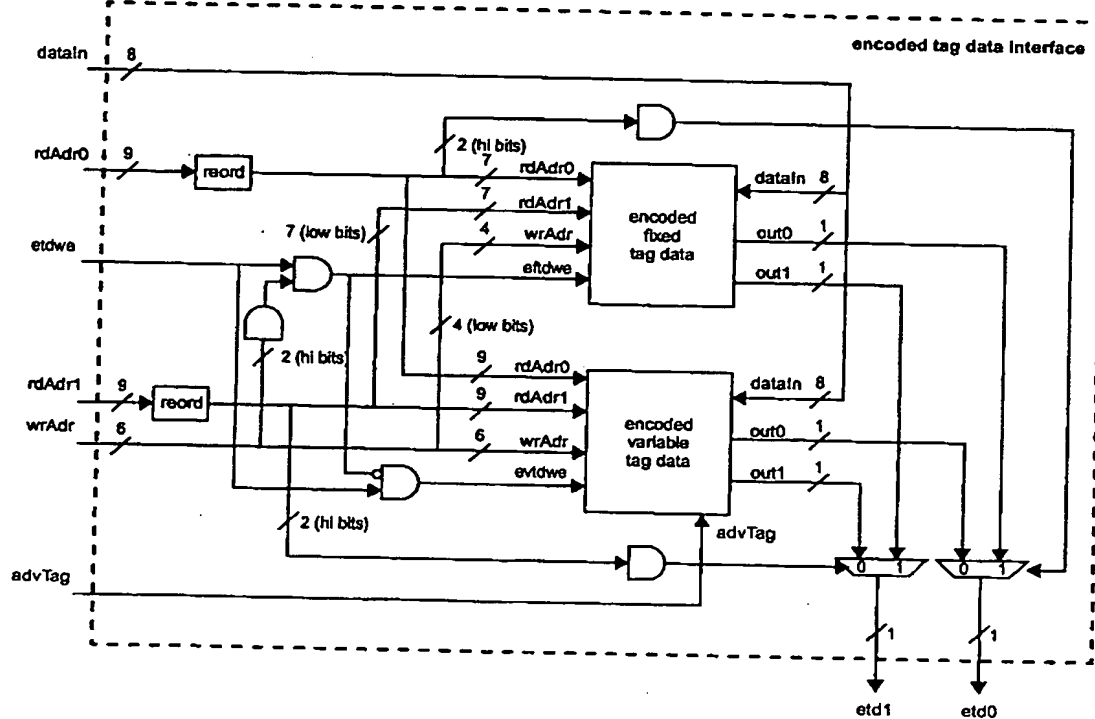 encoded tag data interface
dataIn
8
rdAdr0
9
reord
2 (hi bits)
7
rdAdr0
7
rdAdr1
7 (low bits)
4
wrAdr
etdwe
eftdwe
encoded
fixed
tag data
dataIn
8
out0
1
out1
1
4 (low bits)
2 (hi bits)
rdAdr1
9
reord
wrAdr
6
9
rdAdr0
9
rdAdr1
6
wrAdr
evtdwe
encoded
variable
tag data
dataIn
8
out0
1
out1
1
2 (hi bits)
advTag
advTag
0
1
0
1
1
1
etd1
etd0